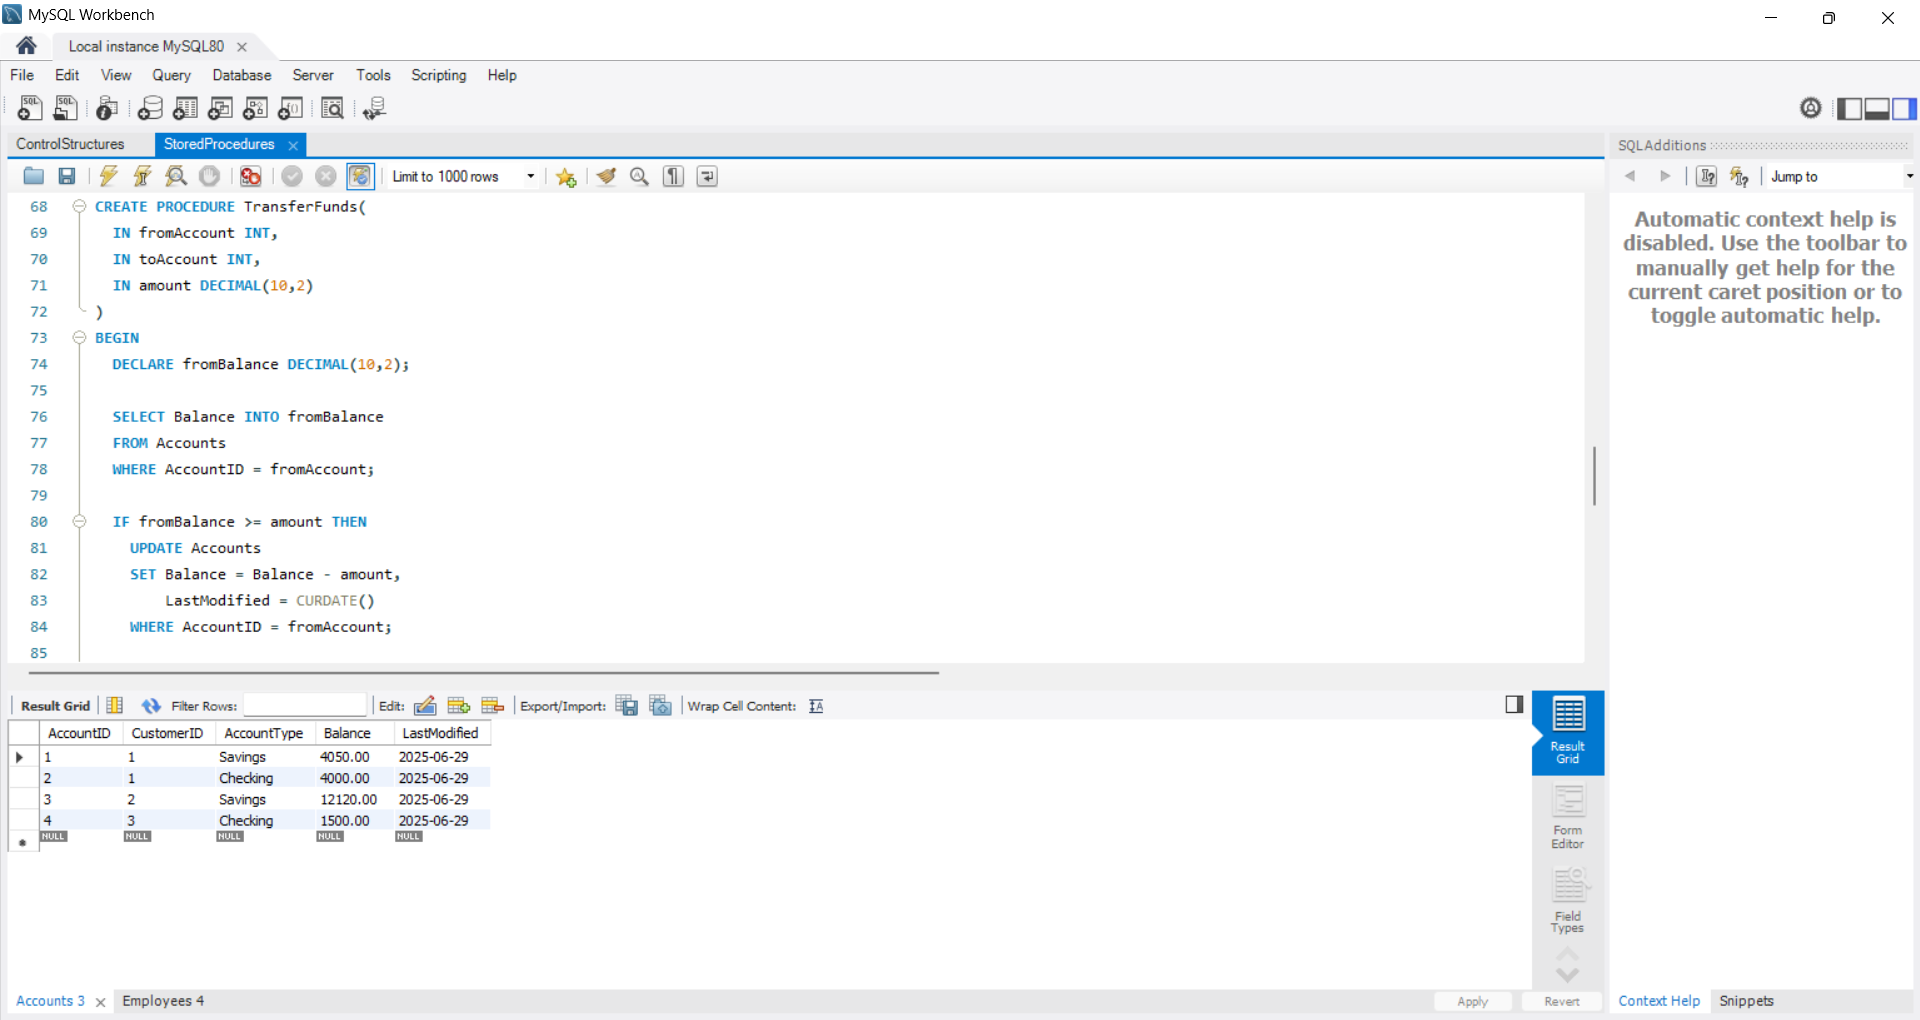 MySQL Workbench
Local instance MySQL80
File Edit View Query Database Server Tools Scripting Help
ControlStructures StoredProcedures
SQLAdditions
Limit to 1000 rows
Jump to
68 CREATE PROCEDURE TransferFunds(
69 IN fromAccount INT,
70 IN toAccount INT,
71 IN amount DECIMAL(10,2)
72 )
73 BEGIN
74 DECLARE fromBalance DECIMAL(10,2);
75
76 SELECT Balance INTO fromBalance
77 FROM Accounts
78 WHERE AccountID = fromAccount;
79
80 IF fromBalance >= amount THEN
81 UPDATE Accounts
82 SET Balance = Balance - amount,
83 LastModified = CURDATE()
84 WHERE AccountID = fromAccount;
85
Automatic context help is
disabled. Use the toolbar to
manually get help for the
current caret position or to
toggle automatic help.
Result Grid Filter Rows: Edit: Export/Import: Wrap Cell Content:
AccountID CustomerID AccountType Balance LastModified
1 1 Savings 4050.00 2025-06-29
2 1 Checking 4000.00 2025-06-29
3 2 Savings 12120.00 2025-06-29
4 3 Checking 1500.00 2025-06-29
NULL NULL NULL NULL NULL
Result
Grid
Form
Editor
Field
Types
Accounts 3 Employees 4
Apply Revert
Context Help Snippets